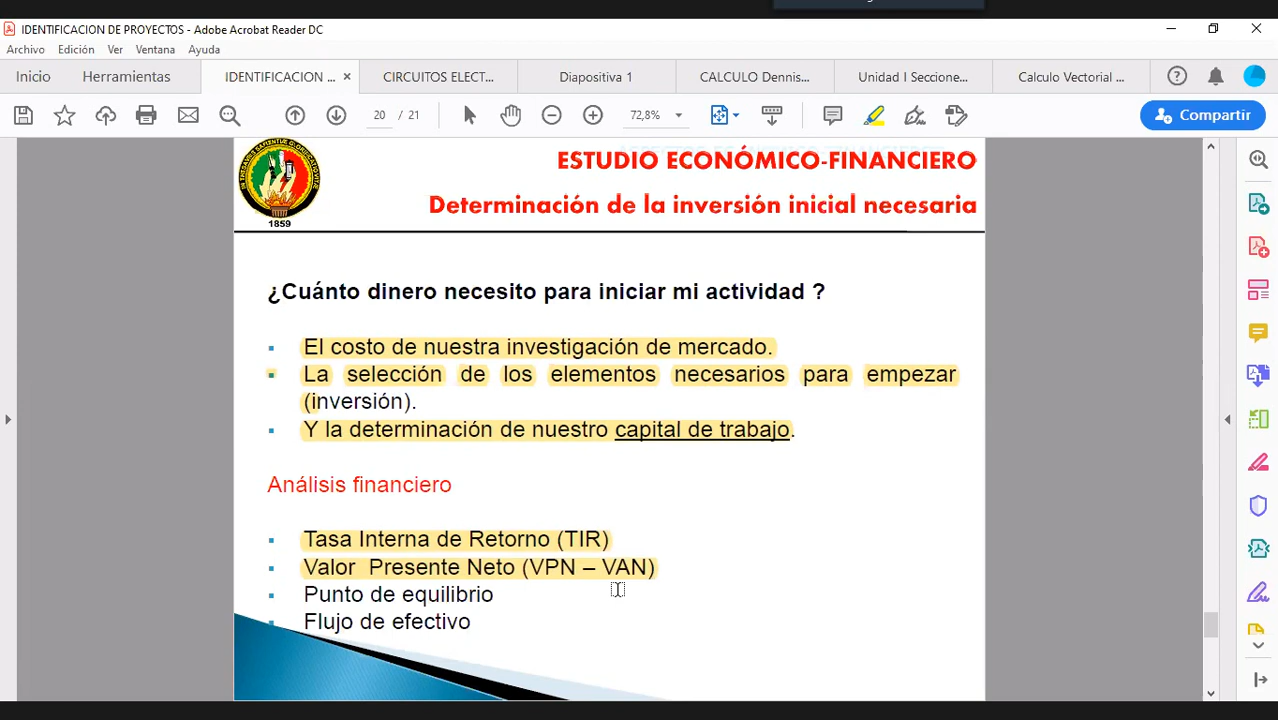 IDENTIFICACION DE PROYECTOS - Adobe Acrobat Reader DC
Archivo Edición Ver Ventana Ayuda
Inicio Herramientas IDENTIFICACION ... × CIRCUITOS ELECT... Diapositiva 1 CALCULO Dennis... Unidad I Seccione... Calculo Vectorial ...
20 / 21 72,8% Compartir
ESTUDIO ECONÓMICO-FINANCIERO
Determinación de la inversión inicial necesaria
1859
¿Cuánto dinero necesito para iniciar mi actividad ?
▪ El costo de nuestra investigación de mercado.
▪ La selección de los elementos necesarios para empezar
(inversión).
▪ Y la determinación de nuestro capital de trabajo.
Análisis financiero
▪ Tasa Interna de Retorno (TIR)
▪ Valor Presente Neto (VPN – VAN)
▪ Punto de equilibrio
▪ Flujo de efectivo